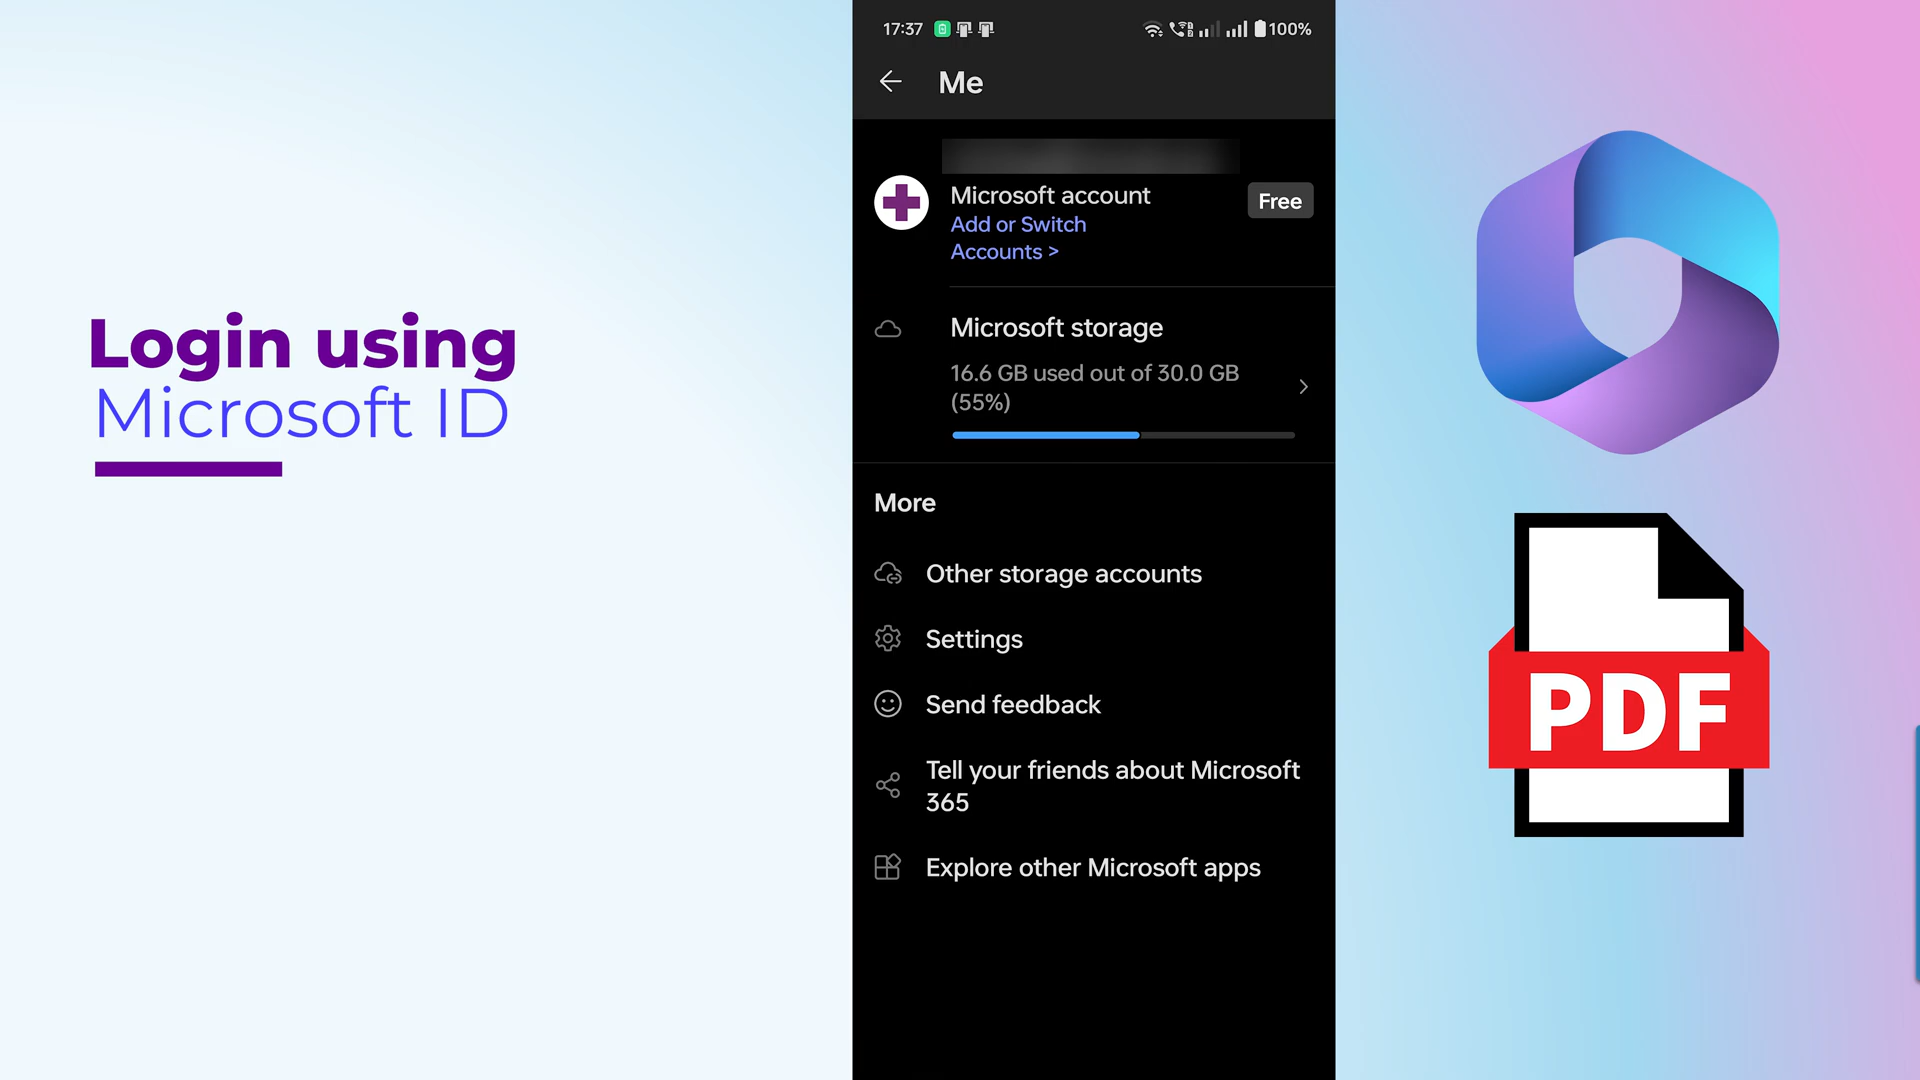 Login using
Microsoft ID
17:37
100%
Me
Microsoft account
Free
Add or Switch
Accounts >
Microsoft storage
16.6 GB used out of 30.0 GB
(55%)
More
Other storage accounts
Settings
Send feedback
Tell your friends about Microsoft
365
Explore other Microsoft apps
PDF